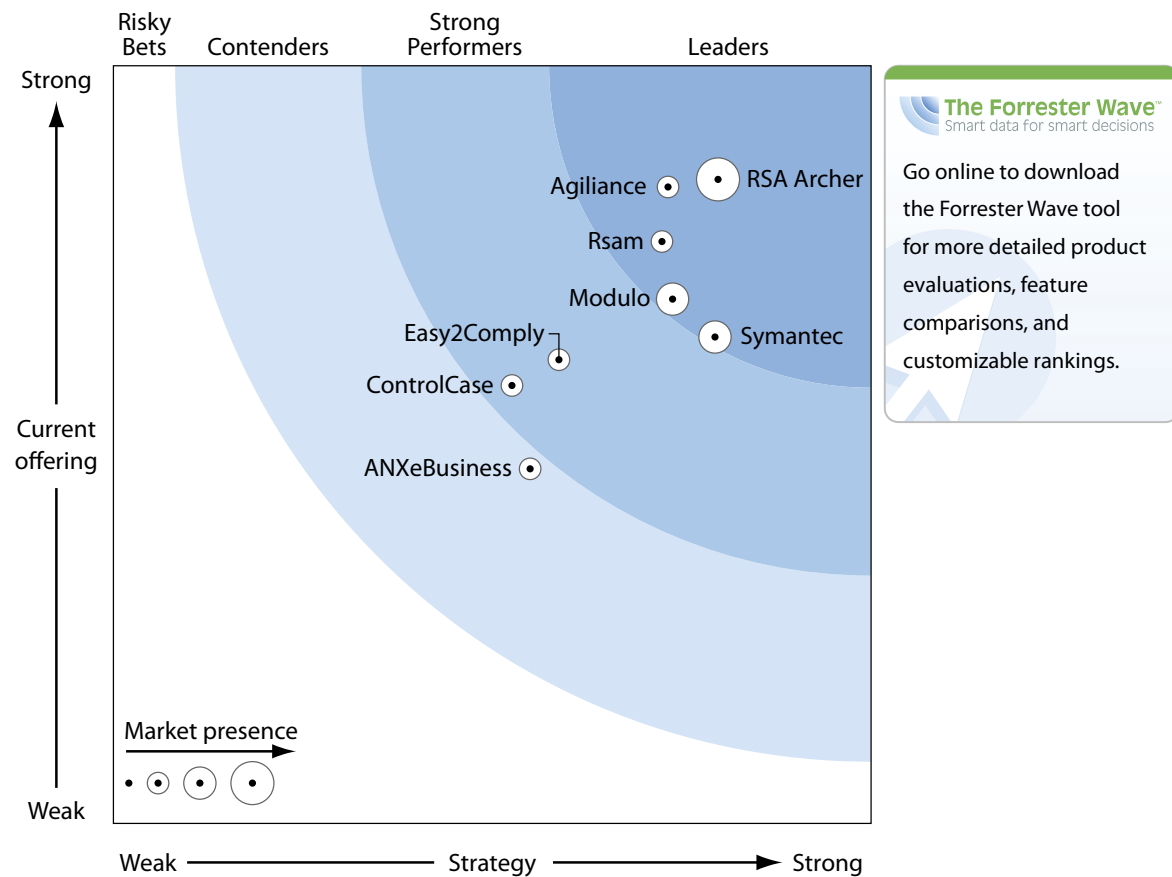 Risky
Bets
Contenders
Strong
Performers
Leaders
Strong
Current
offering
Weak
Agiliance
RSA Archer
Rsam
Modulo
Easy2Comply
Symantec
ControlCase
ANXeBusiness
Market presence
Weak
Strategy
Strong
The Forrester Wave™
Smart data for smart decisions
Go online to download
the Forrester Wave tool
for more detailed product
evaluations, feature
comparisons, and
customizable rankings.